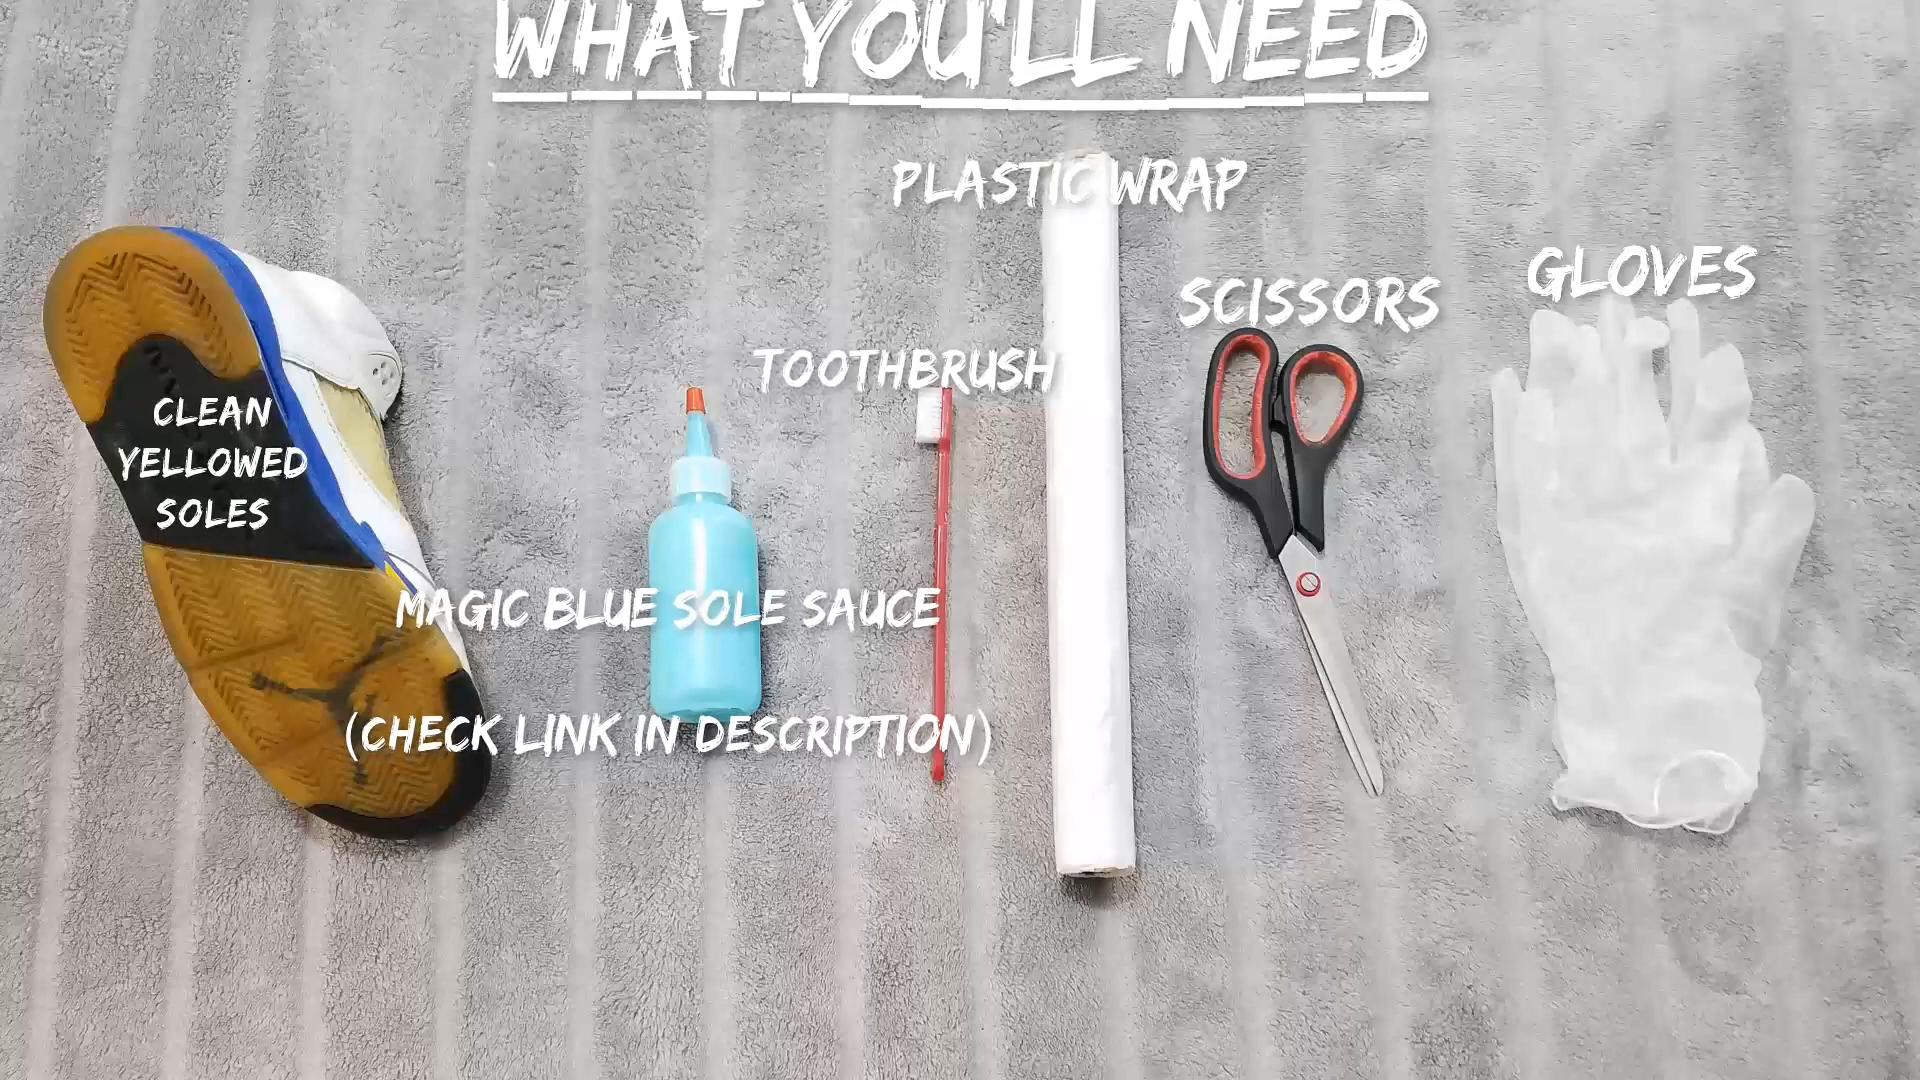 WHAT YOU'LL NEED
PLASTIC WRAP
GLOVES
SCISSORS
TOOTHBRUSH
CLEAN
YELLOWED
SOLES
MAGIC BLUE SOLE SAUCE
(CHECK LINK IN DESCRIPTION)